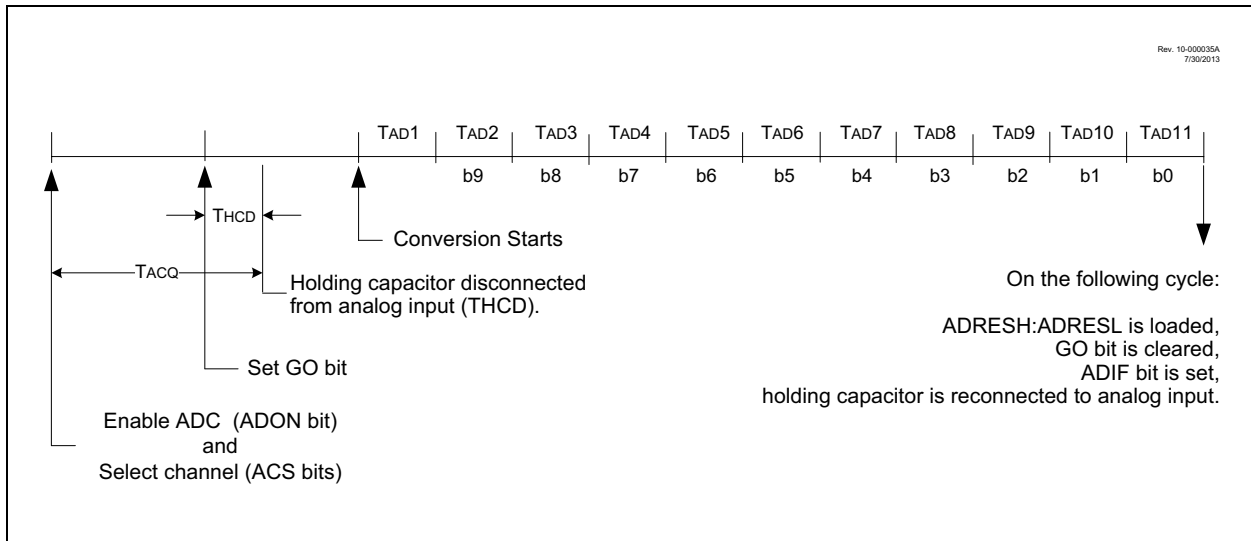 Rev. 10-000035A
7/30/2013
TAD1 TAD2 TAD3 TAD4 TAD5 TAD6 TAD7 TAD8 TAD9 TAD10 TAD11
b9 b8 b7 b6 b5 b4 b3 b2 b1 b0
THCD
Conversion Starts
TACQ
Holding capacitor disconnected
from analog input (THCD).
Set GO bit
Enable ADC (ADON bit)
and
Select channel (ACS bits)
On the following cycle:
ADRESH:ADRESL is loaded,
GO bit is cleared,
ADIF bit is set,
holding capacitor is reconnected to analog input.